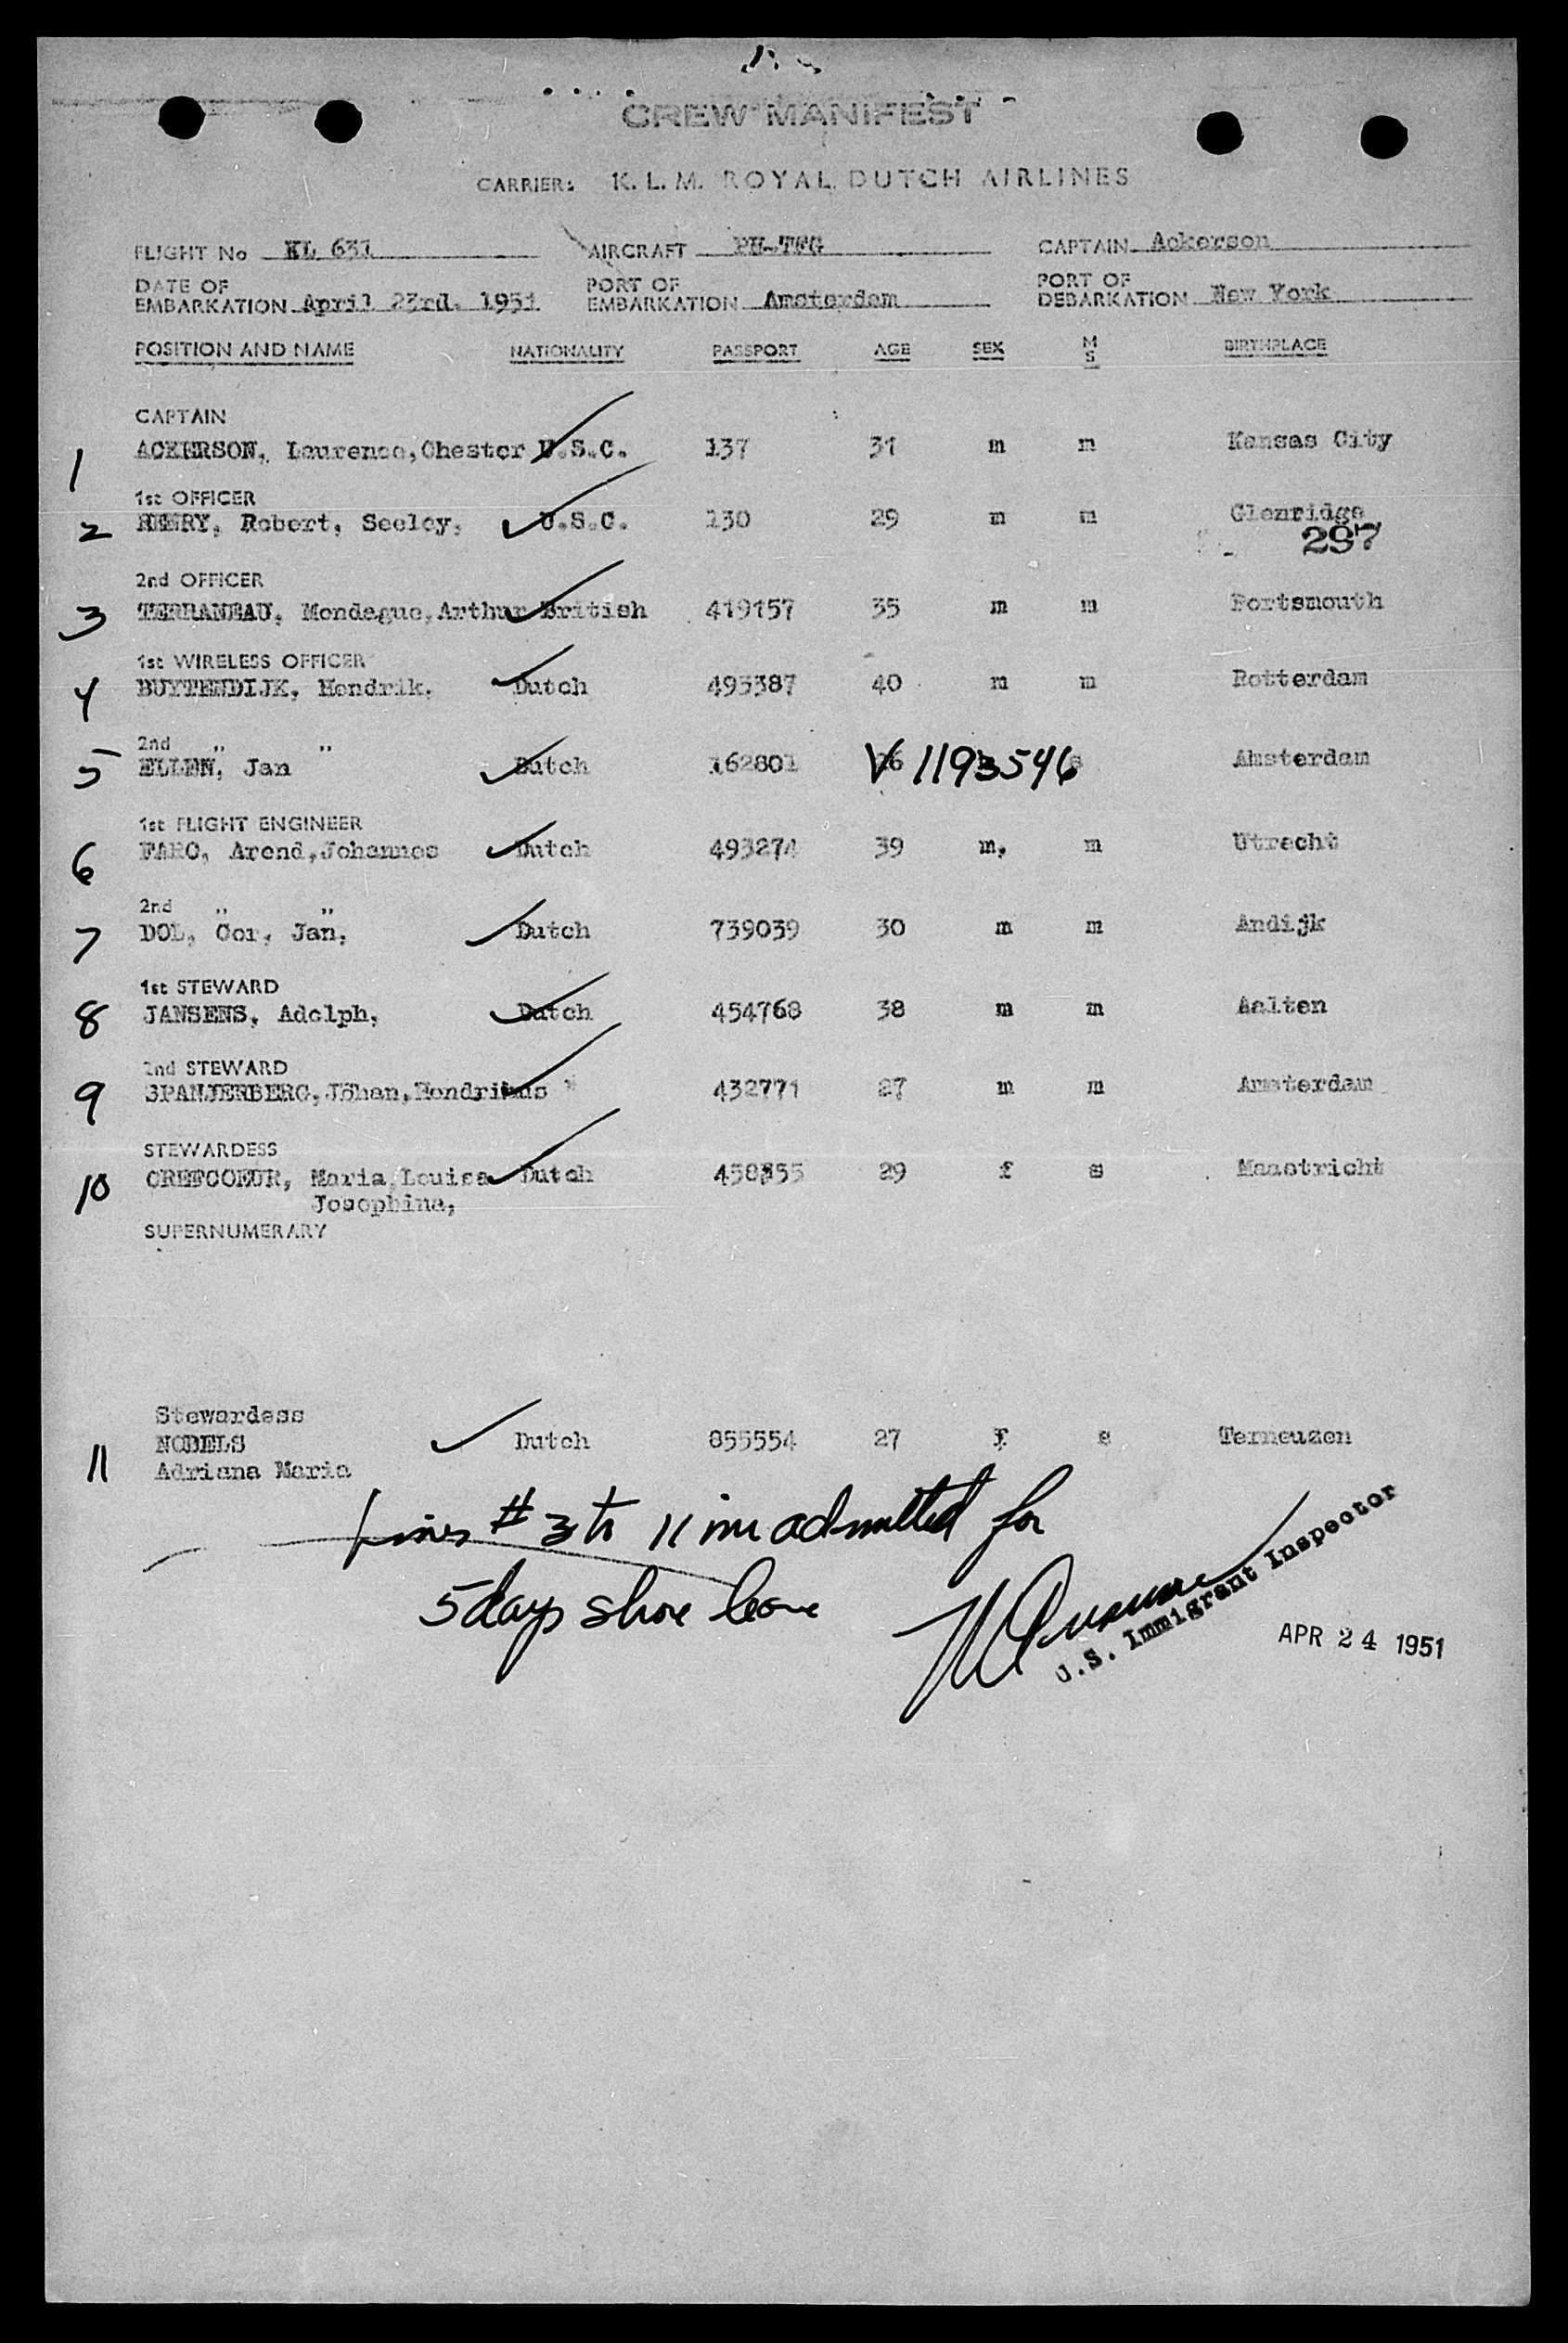 CREW MANIFEST
CARRIER: K. L. M. ROYAL DUTCH AIRLINES
FLIGHT No KL 631 AIRCRAFT PH-TFG CAPTAIN Ackerson
DATE OF EMBARKATION April 23rd. 1951 PORT OF EMBARKATION Amsterdam PORT OF DEBARKATION New York
POSITION AND NAME NATIONALITY PASSPORT AGE SEX M S BIRTHPLACE
CAPTAIN
1 ACKERSON, Laurence, Chester U.S.C. 137 31 m m Kansas City
1st OFFICER
2 HENRY, Robert, Seeley, U.S.C. 130 29 m m Glenridge
297
2nd OFFICER
3 TERRANEAU, Mondague, Arthur British 419157 35 m m Portsmouth
1st WIRELESS OFFICER
4 BUYTENDIJK, Hendrik, Dutch 493387 40 m m Rotterdam
2nd " "
5 ELLEN, Jan Dutch 162801 26 V 1193546 s Amsterdam
1st FLIGHT ENGINEER
6 Arend, Johannes Dutch 493274 39 m, m Utrecht
2nd " "
7 DOL, Cor, Jan, Dutch 739039 30 m m Andijk
1st STEWARD
8 JANSENS, Adolph, Dutch 454768 38 m m Aalten
2nd STEWARD
9 SPANJERBERG, Johan, Hendrikus " 432771 27 m m Amsterdam
STEWARDESS
10 CREFCOEUR, Maria, Louisa Dutch 458355 29 f s Maastricht
Josephina,
SUPERNUMERARY
Stewardess
NOBELS Dutch 855554 27 f s Terneuzen
11 Adriana Maria
Lines # 3 to 11 inc admitted for
5 days shore leave
U.S. Immigrant Inspector
APR 24 1951